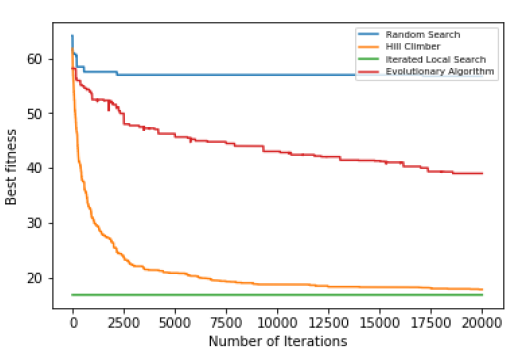 Random Search
Hill Climber
Iterated Local Search
Evolutionary Algorithm
60
50
40
30
20
Best fitness
0 2500 5000 7500 10000 12500 15000 17500 20000
Number of Iterations